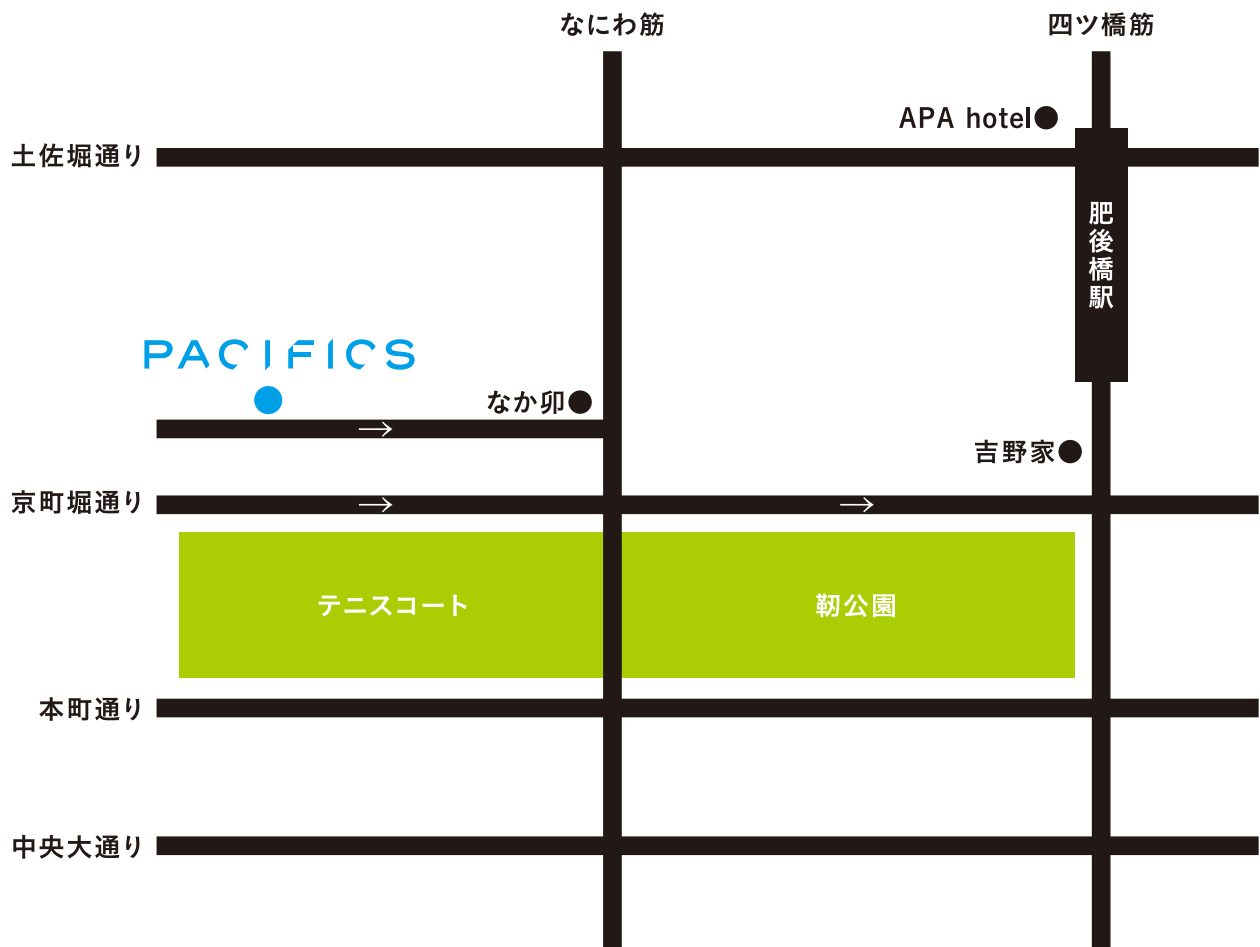 なにわ筋
四ツ橋筋
APA hotel
土佐堀通り
肥後橋駅
PACIFICS
なか卯
吉野家
京町堀通り
テニスコート
靭公園
本町通り
中央大通り